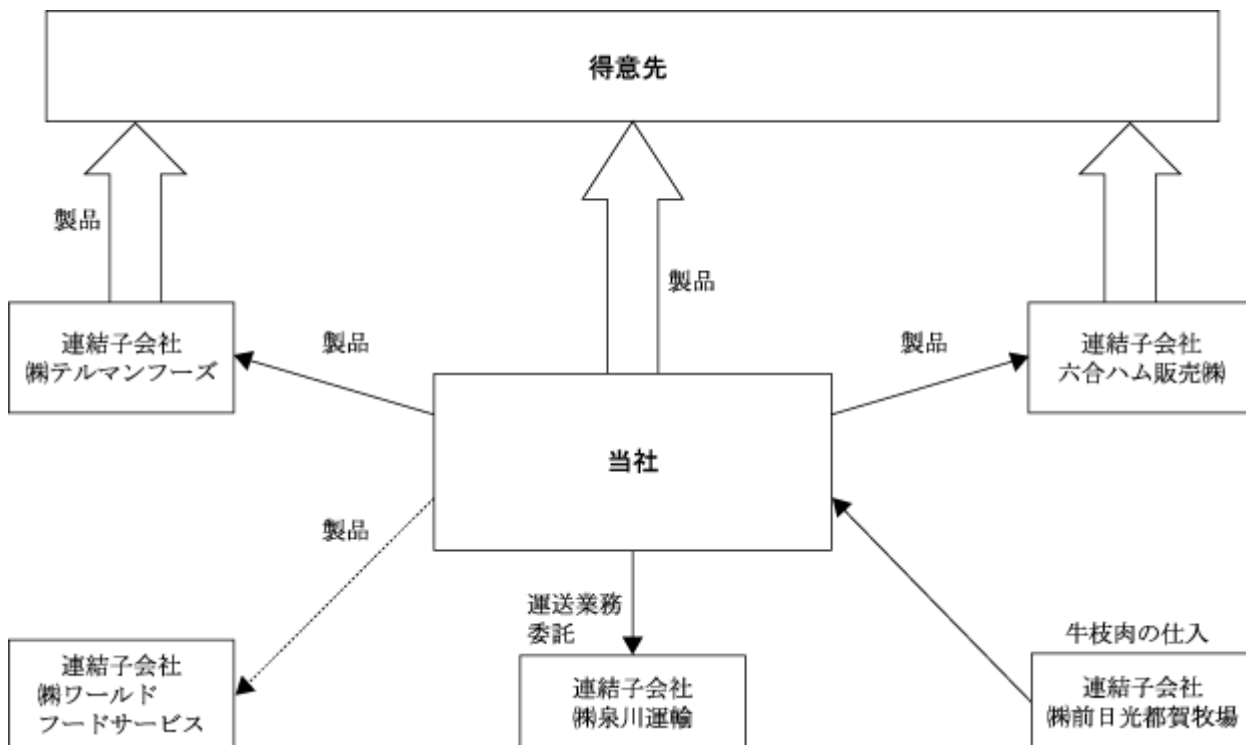 得意先
製品
製品
連結子会社
㈱テルマンフーズ
製品
製品
連結子会社
六合ハム販売㈱
当社
製品
運送業務
委託
牛枝肉の仕入
連結子会社
㈱ワールド
フードサービス
連結子会社
㈱泉川運輸
連結子会社
㈱前日光都賀牧場